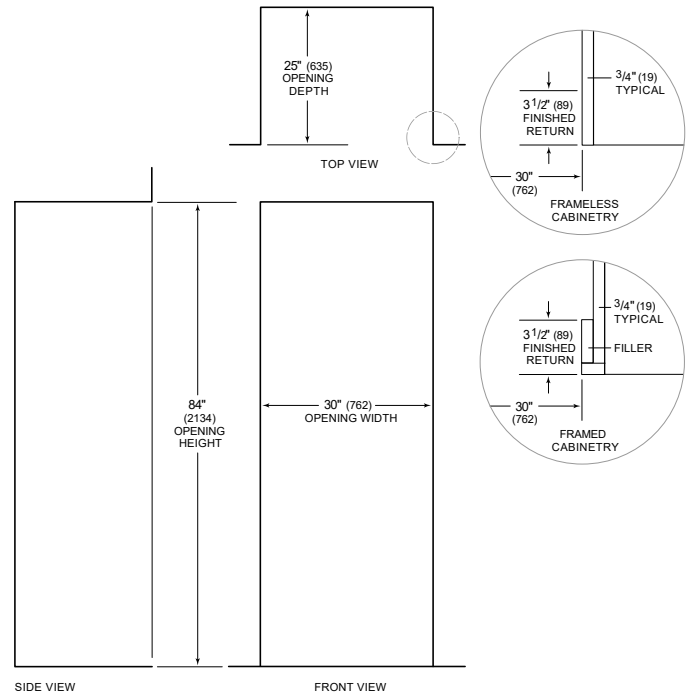 25" (635)
OPENING
DEPTH
TOP VIEW
3/4" (19)
TYPICAL
3 1/2" (89)
FINISHED
RETURN
30"
(762)
FRAMELESS
CABINETRY
3/4" (19)
TYPICAL
3 1/2" (89)
FINISHED
RETURN
FILLER
30"
(762)
FRAMED
CABINETRY
84"
(2134)
OPENING
HEIGHT
30" (762)
OPENING WIDTH
SIDE VIEW
FRONT VIEW